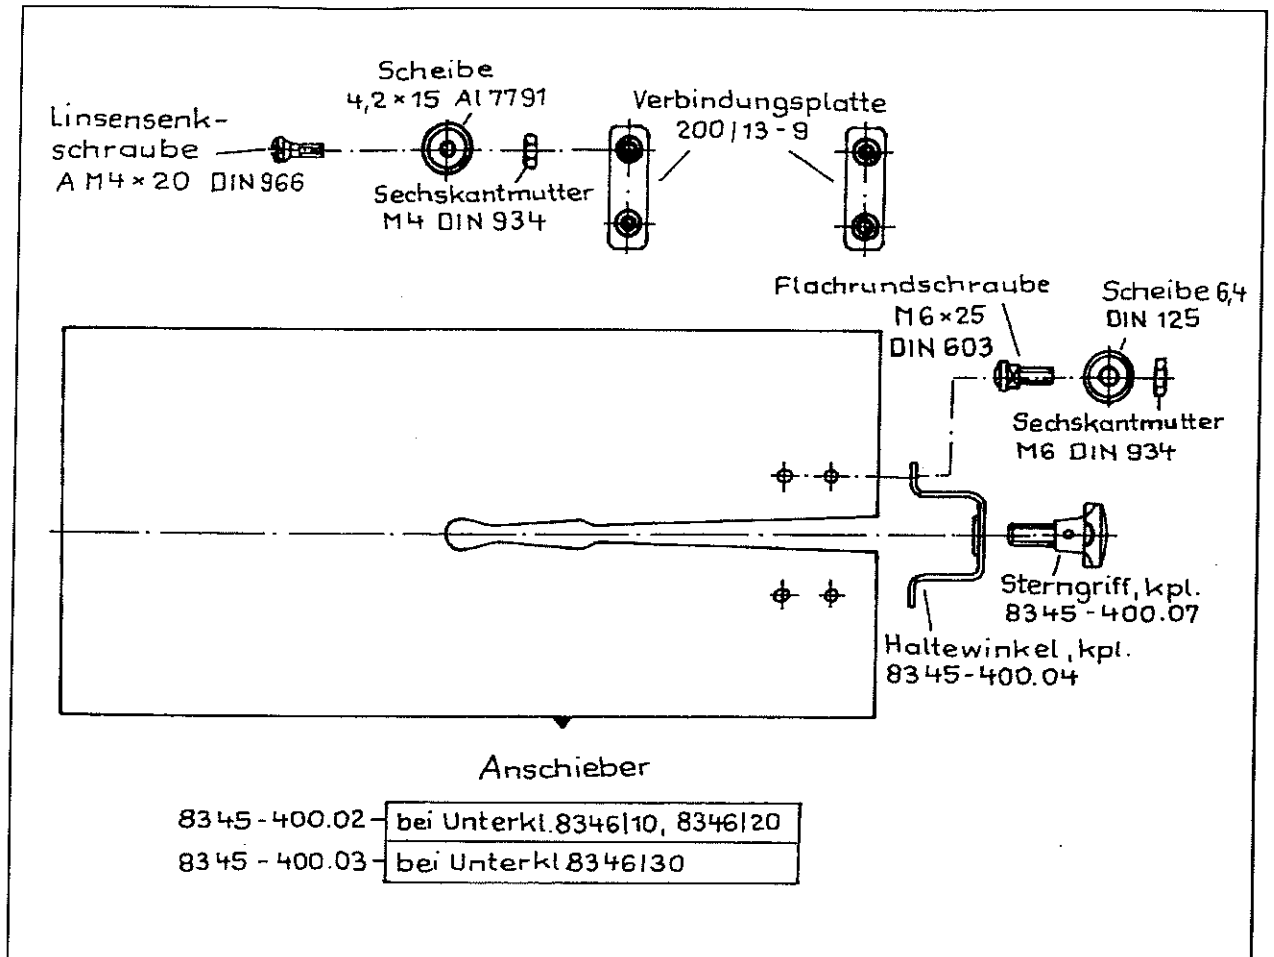 Scheibe
4,2×15 Al 7791
Linsensenk-
schraube
A M4×20 DIN 966
Sechskantmutter
M4 DIN 934
Verbindungsplatte
200/13-9
Flachrundschraube
M6×25
DIN 603
Scheibe 6,4
DIN 125
Sechskantmutter
M6 DIN 934
Sterngriff, kpl.
8345-400.07
Haltewinkel, kpl.
8345-400.04
Anschieber
8345-400.02 bei Unterkl. 8346/10, 8346/20
8345-400.03 bei Unterkl. 8346/30